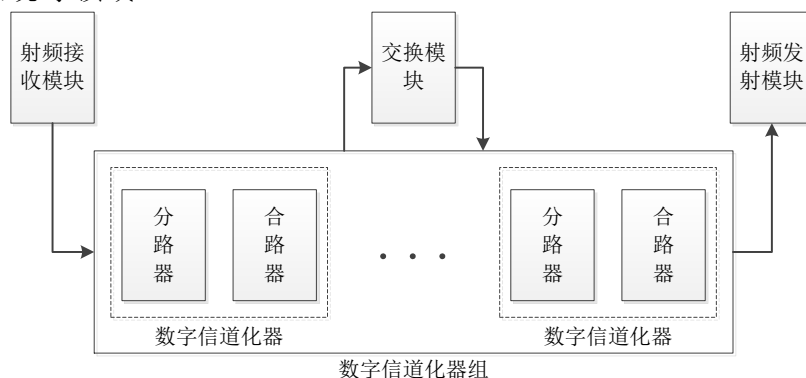 射频接
收模块
交换模
块
射频发
射模块
分
路
器
合
路
器
· · ·
分
路
器
合
路
器
数字信道化器
数字信道化器
数字信道化器组